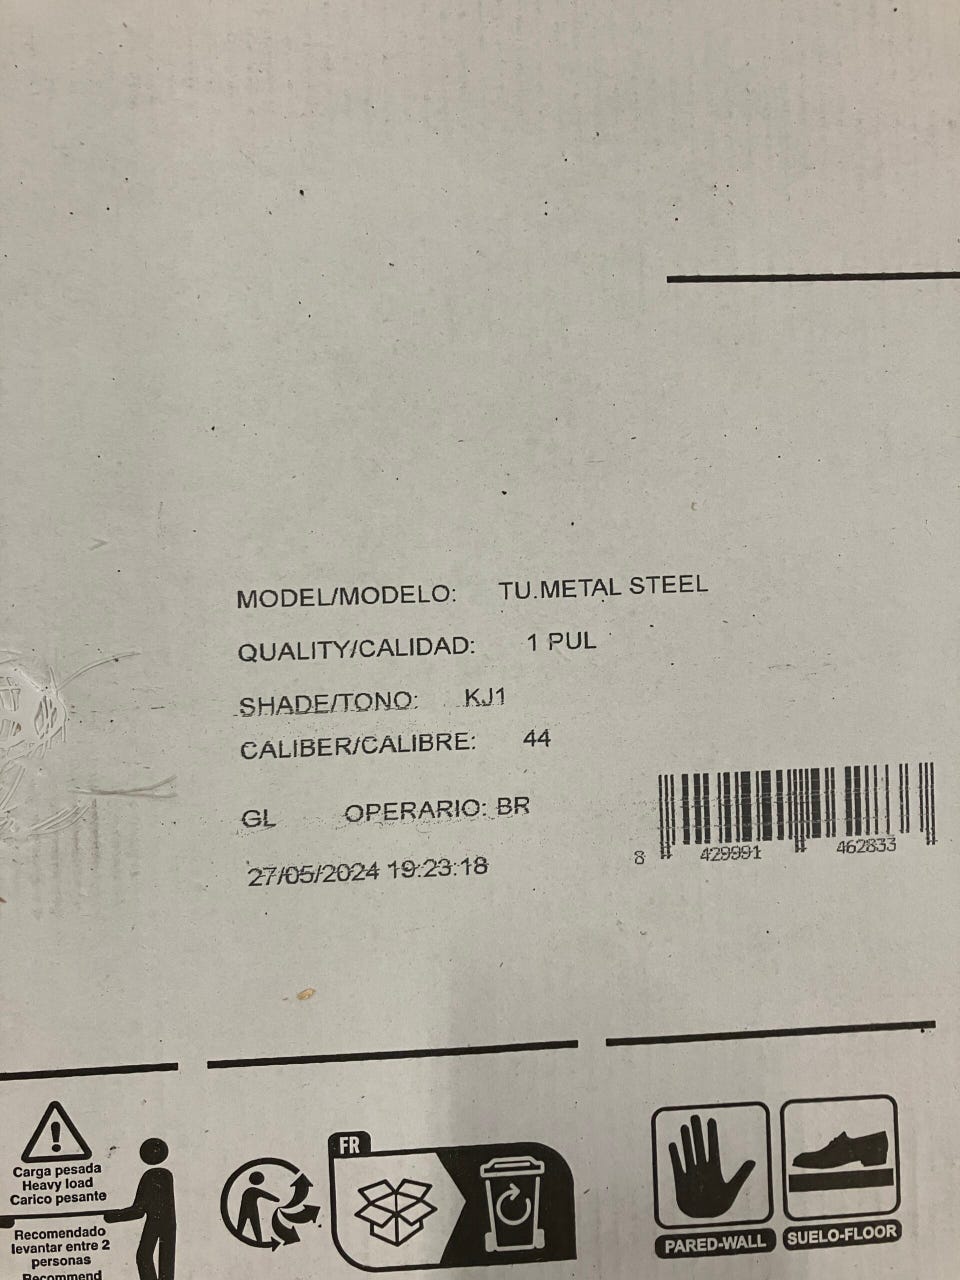 MODEL/MODELO: TU.METAL STEEL
QUALITY/CALIDAD: 1 PUL
SHADE/TONO: KJ1
CALIBER/CALIBRE: 44
GL OPERARIO: BR
27/05/2024 19:23:18
8 429991 462833
Carga pesada
Heavy load
Carico pesante
Recomendado
levantar entre 2
personas
Recommend
FR
PARED-WALL
SUELO-FLOOR